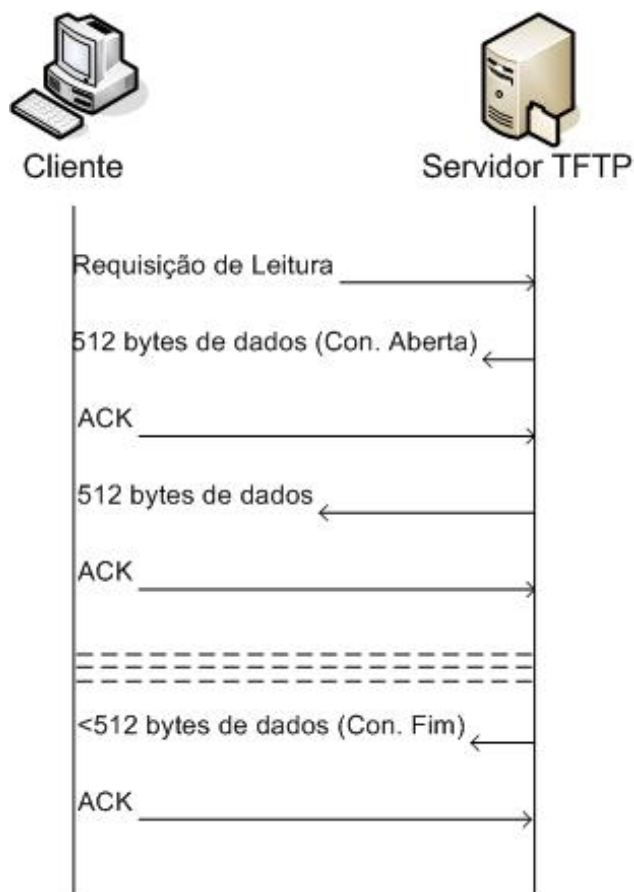 Cliente
Servidor TFTP
Requisição de Leitura
512 bytes de dados (Con. Aberta)
ACK
512 bytes de dados
ACK
<512 bytes de dados (Con. Fim)
ACK